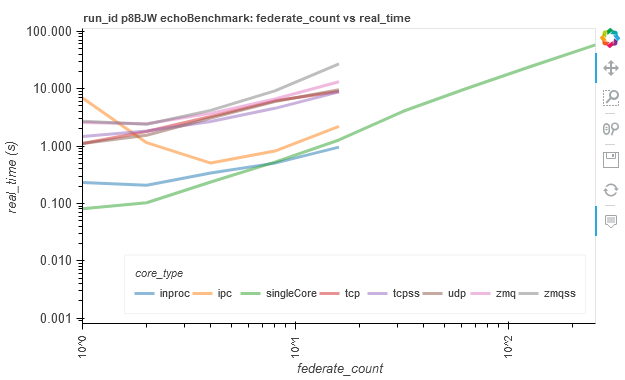 run_id p8BJW echoBenchmark: federate_count vs real_time
100.000
10.000
1.000
0.100
0.010
0.001
real_time (s)
core_type
inproc ipc singleCore tcp tcpss udp zmq zmqss
10^0 10^1 10^2
federate_count